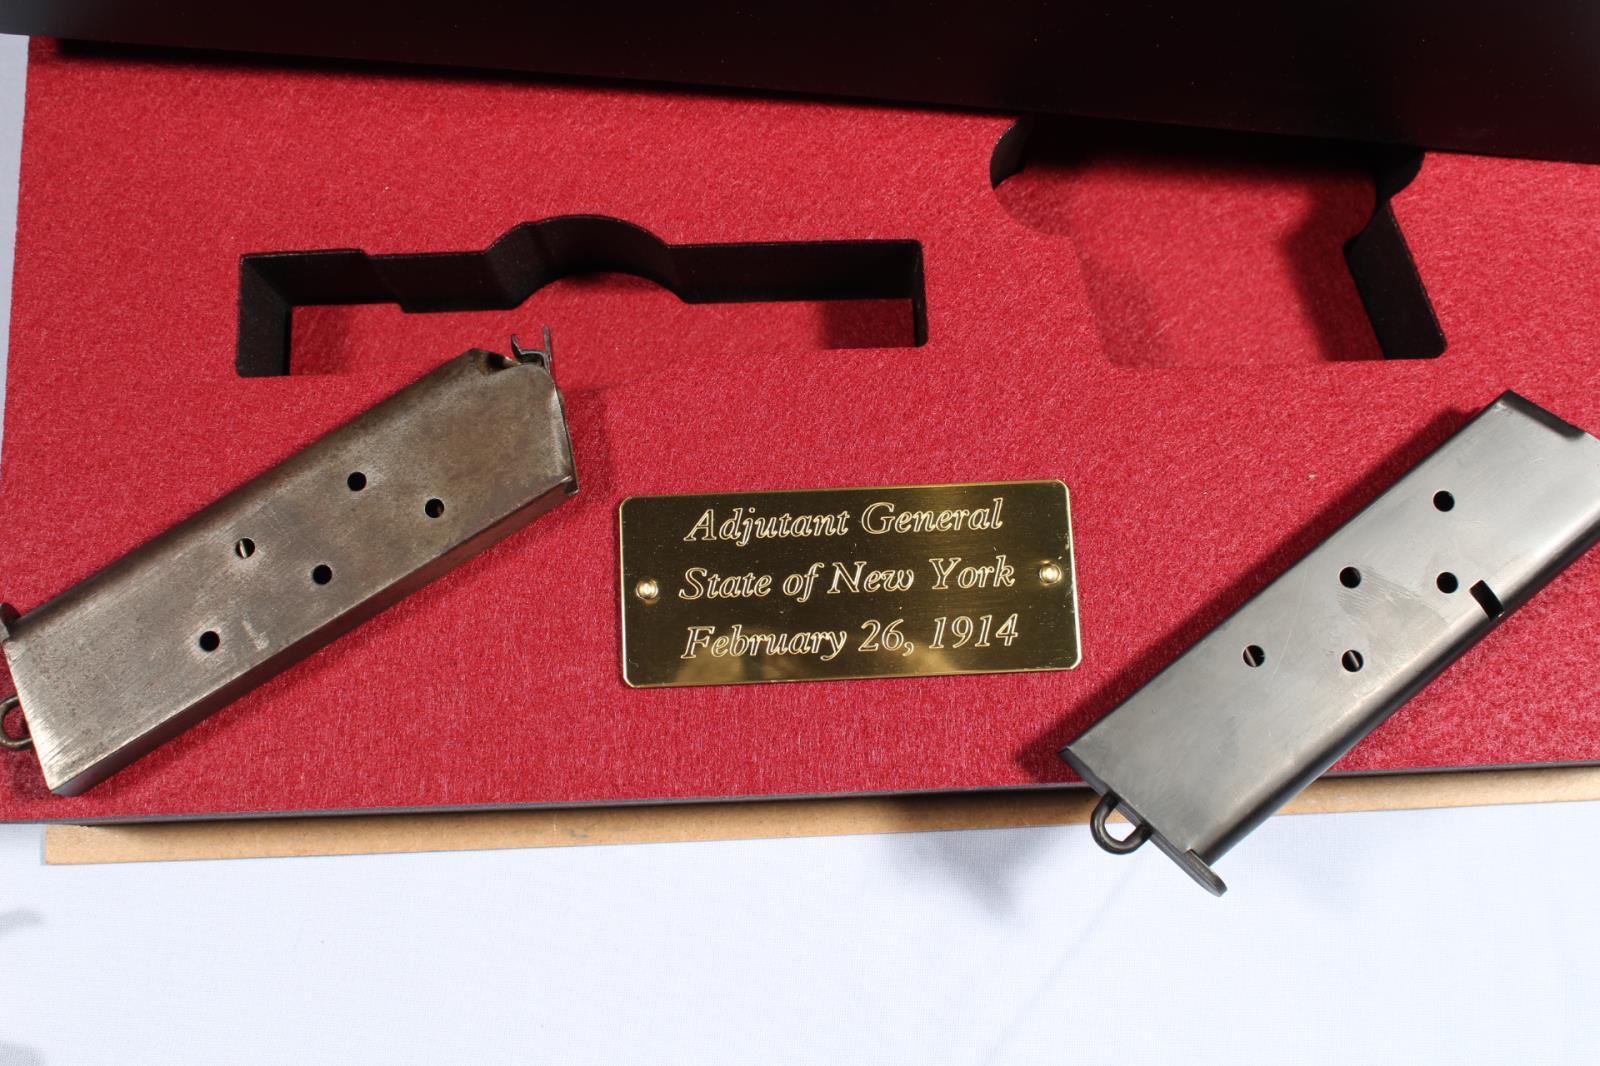 Adjutant General
State of New York
February 26, 1914